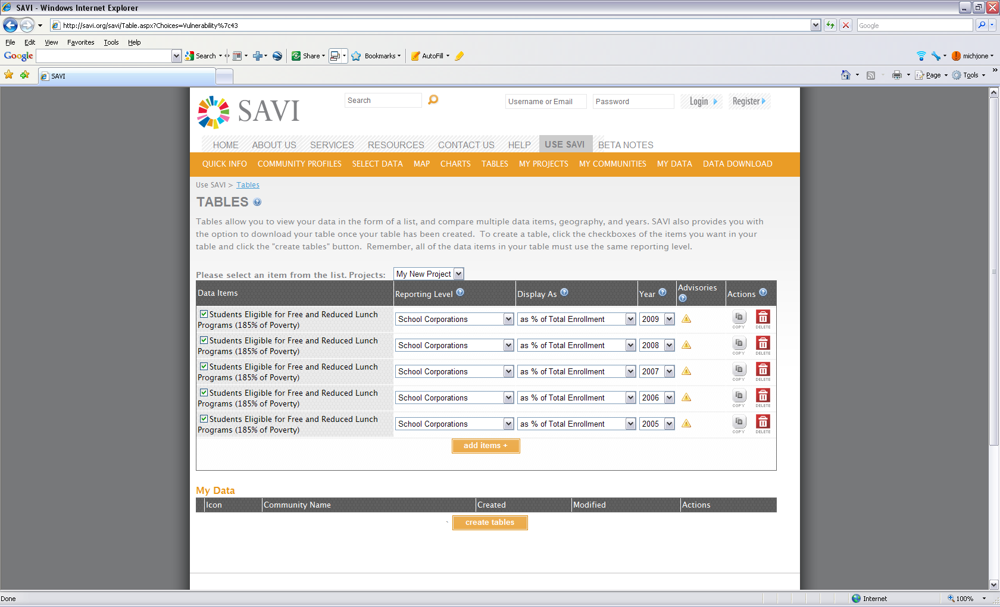 SAVI - Windows Internet Explorer
http://savi.org/savi/Table.aspx?Choices=Vulnerability%7c43
Google
File Edit View Favorites Tools Help
Google Search Share Bookmarks AutoFill michjone
SAVI
Page Tools
SAVI
Search
Username or Email Password Login Register
HOME ABOUT US SERVICES RESOURCES CONTACT US HELP USE SAVI BETA NOTES
QUICK INFO COMMUNITY PROFILES SELECT DATA MAP CHARTS TABLES MY PROJECTS MY COMMUNITIES MY DATA DATA DOWNLOAD
Use SAVI > Tables
TABLES
Tables allow you to view your data in the form of a list, and compare multiple data items, geography, and years. SAVI also provides you with
the option to download your table once your table has been created.  To create a table, click the checkboxes of the items you want in your
table and click the "create tables" button.  Remember, all of the data items in your table must use the same reporting level.
Please select an item from the list. Projects: My New Project
Data Items Reporting Level Display As Year Advisories Actions
Students Eligible for Free and Reduced Lunch
Programs (185% of Poverty)
School Corporations as % of Total Enrollment 2009 COPY DELETE
Students Eligible for Free and Reduced Lunch
Programs (185% of Poverty)
School Corporations as % of Total Enrollment 2008 COPY DELETE
Students Eligible for Free and Reduced Lunch
Programs (185% of Poverty)
School Corporations as % of Total Enrollment 2007 COPY DELETE
Students Eligible for Free and Reduced Lunch
Programs (185% of Poverty)
School Corporations as % of Total Enrollment 2006 COPY DELETE
Students Eligible for Free and Reduced Lunch
Programs (185% of Poverty)
School Corporations as % of Total Enrollment 2005 COPY DELETE
add items +
My Data
Icon Community Name Created Modified Actions
create tables
Done Internet 100%